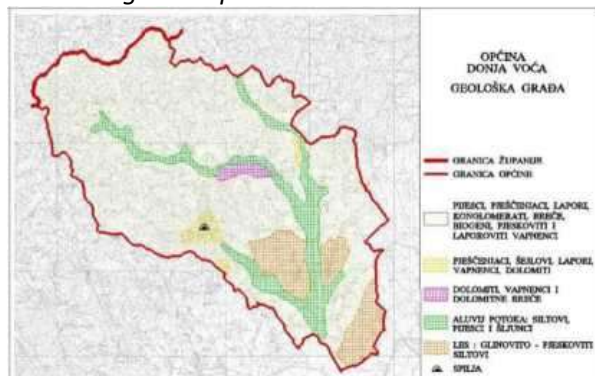 OPĆINA
DONJA VOĆA
GEOLOŠKA GRAĐA
GRANICA ŽUPANIJE
GRANICA OPĆINE
PIJESCI, PJEŠČENJACI, LAPORI,
KONGLOMERATI, BREČE,
BIOGENI, PJESKOVITI I
LAPOROVITI VAPNENCI
PJEŠČENJACI, ŠEJLOVI, LAPORI,
VAPNENCI, DOLOMITI
DOLOMITI, VAPNENCI I
DOLOMITNE BREČE
ALUVIJ POTOKA: SILTOVI,
PIJESCI I ŠLJUNCI
LES : GLINOVITO - PJESKOVITI
SILTOVI
SPILJA